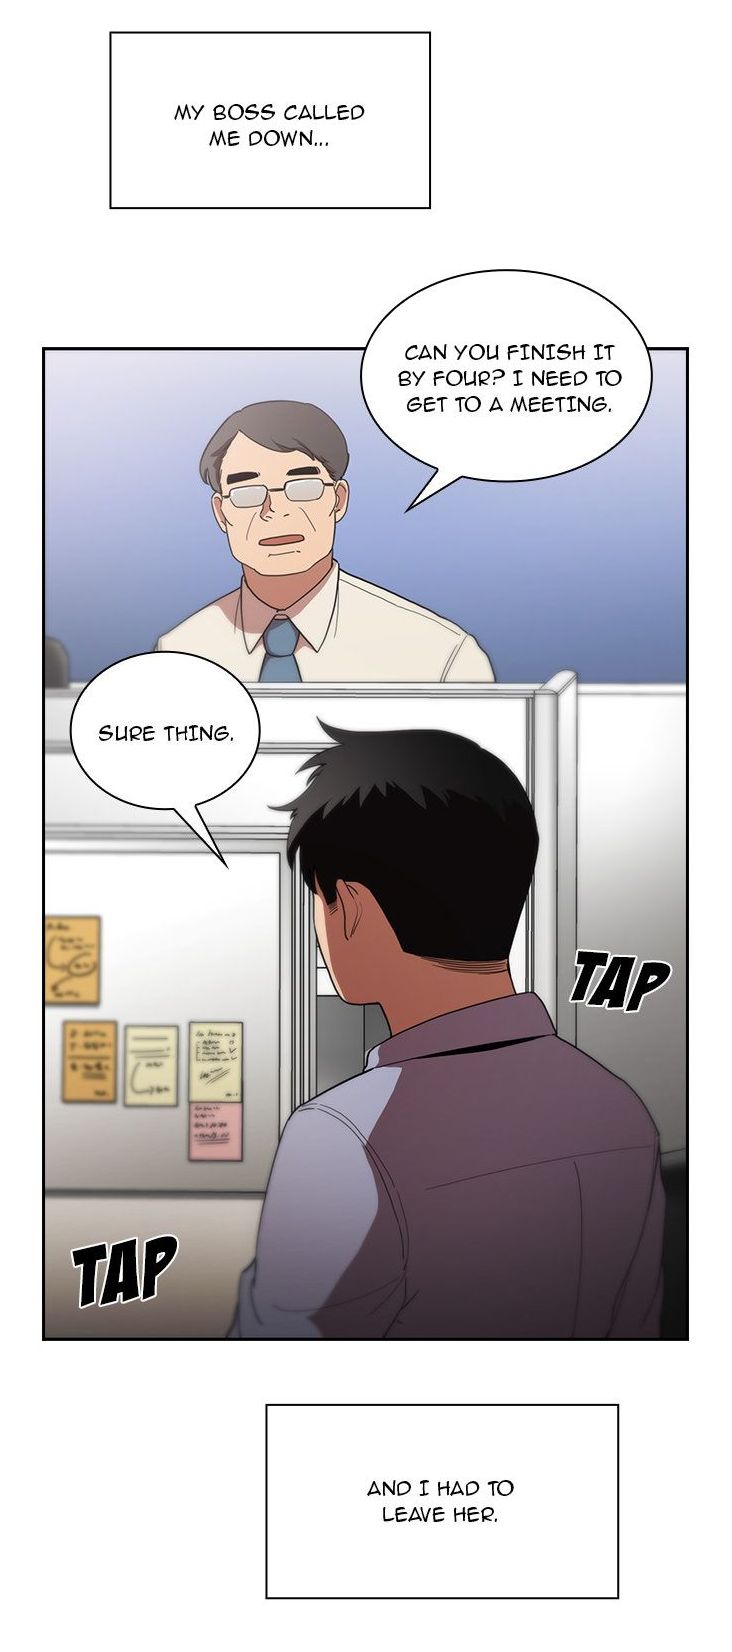 MY BOSS CALLED
ME DOWN...
CAN YOU FINISH IT
BY FOUR? I NEED TO
GET TO A MEETING.
SURE THING.
TAP
TAP
AND I HAD TO
LEAVE HER.